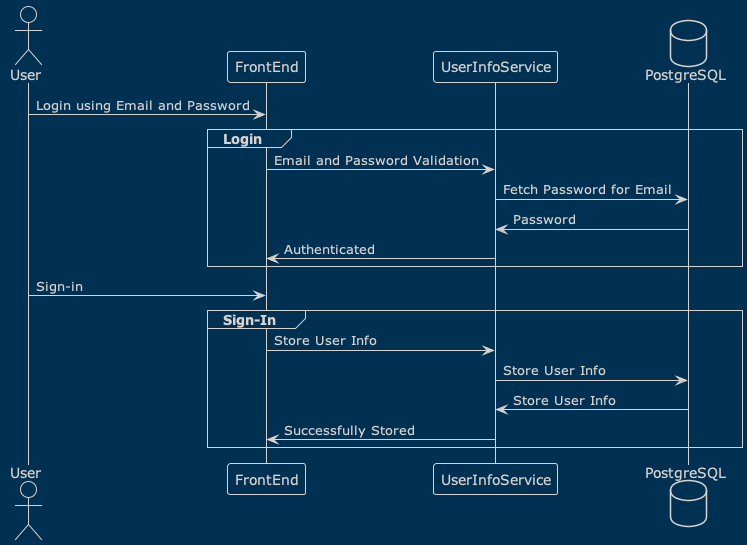 User
FrontEnd
UserInfoService
PostgreSQL
Login using Email and Password
Login
Email and Password Validation
Fetch Password for Email
Password
Authenticated
Sign-in
Sign-In
Store User Info
Store User Info
Store User Info
Successfully Stored
User
FrontEnd
UserInfoService
PostgreSQL